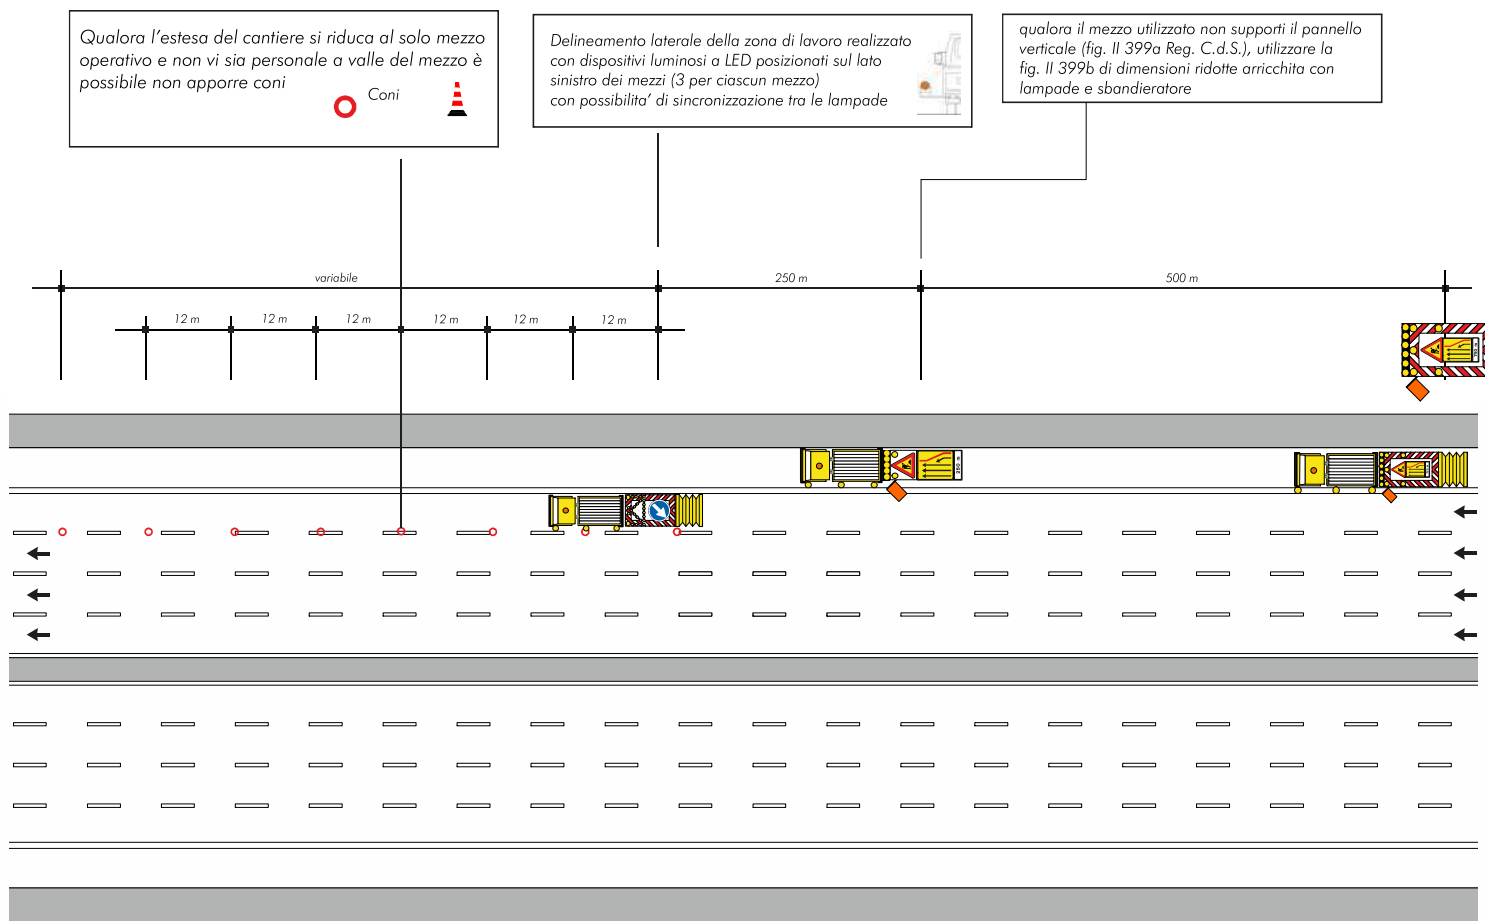 Qualora l'estesa del cantiere si riduca al solo mezzo
operativo e non vi sia personale a valle del mezzo è
possibile non apporre coni
Coni
Delineamento laterale della zona di lavoro realizzato
con dispositivi luminosi a LED posizionati sul lato
sinistro dei mezzi (3 per ciascun mezzo)
con possibilita' di sincronizzazione tra le lampade
qualora il mezzo utilizzato non supporti il pannello
verticale (fig. II 399a Reg. C.d.S.), utilizzare la
fig. II 399b di dimensioni ridotte arricchita con
lampade e sbandieratore
variabile
250 m
500 m
12 m
12 m
12 m
12 m
12 m
12 m
250 m